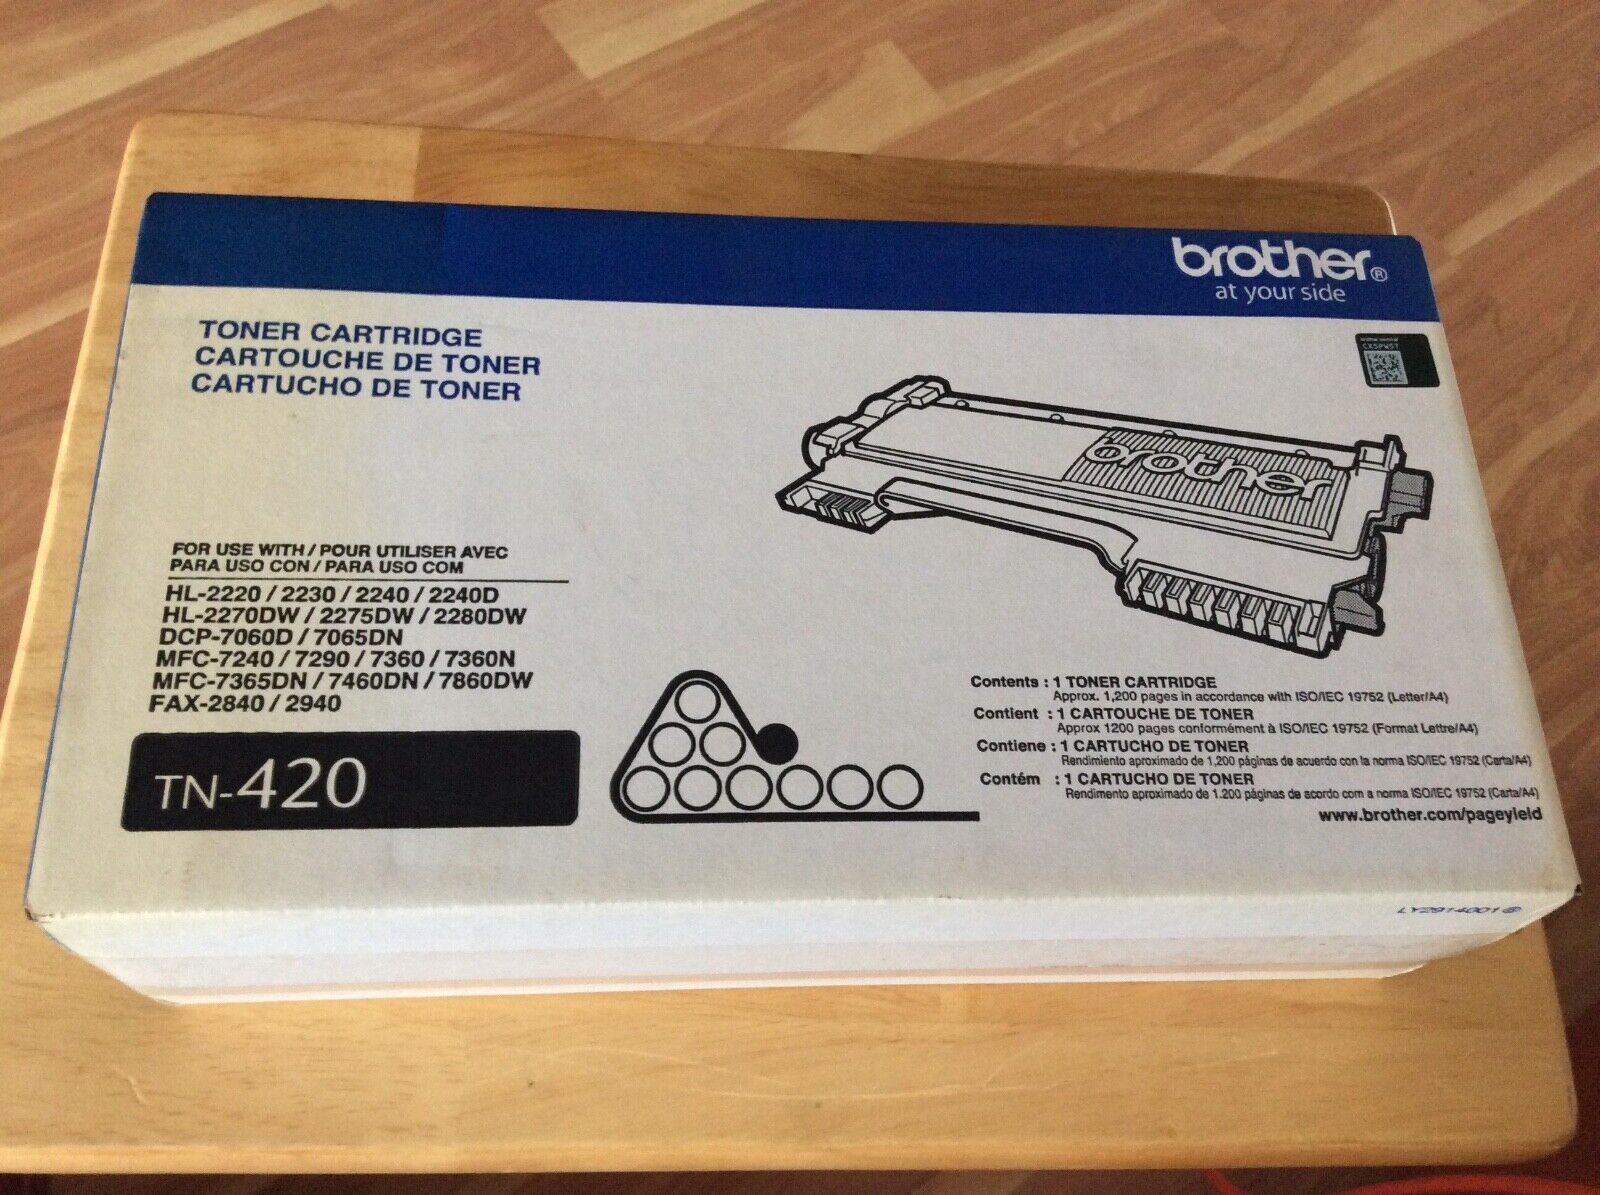 brother®
at your side
TONER CARTRIDGE
CARTOUCHE DE TONER
CARTUCHO DE TONER
CX5PW5T
brother
FOR USE WITH / POUR UTILISER AVEC
PARA USO CON / PARA USO COM
HL-2220 / 2230 / 2240 / 2240D
HL-2270DW / 2275DW / 2280DW
DCP-7060D / 7065DN
MFC-7240 / 7290 / 7360 / 7360N
MFC-7365DN / 7460DN / 7860DW
FAX-2840 / 2940
TN-420
Contents : 1 TONER CARTRIDGE
Approx. 1,200 pages in accordance with ISO/IEC 19752 (Letter/A4)
Contient : 1 CARTOUCHE DE TONER
Approx 1200 pages conformément à ISO/IEC 19752 (Format Lettre/A4)
Contiene : 1 CARTUCHO DE TONER
Rendimiento aproximado de 1,200 páginas de acuerdo con la norma ISO/IEC 19752 (Carta/A4)
Contém : 1 CARTUCHO DE TONER
Rendimento aproximado de 1.200 páginas de acordo com a norma ISO/IEC 19752 (Carta/A4)
www.brother.com/pageyield
LY2914001